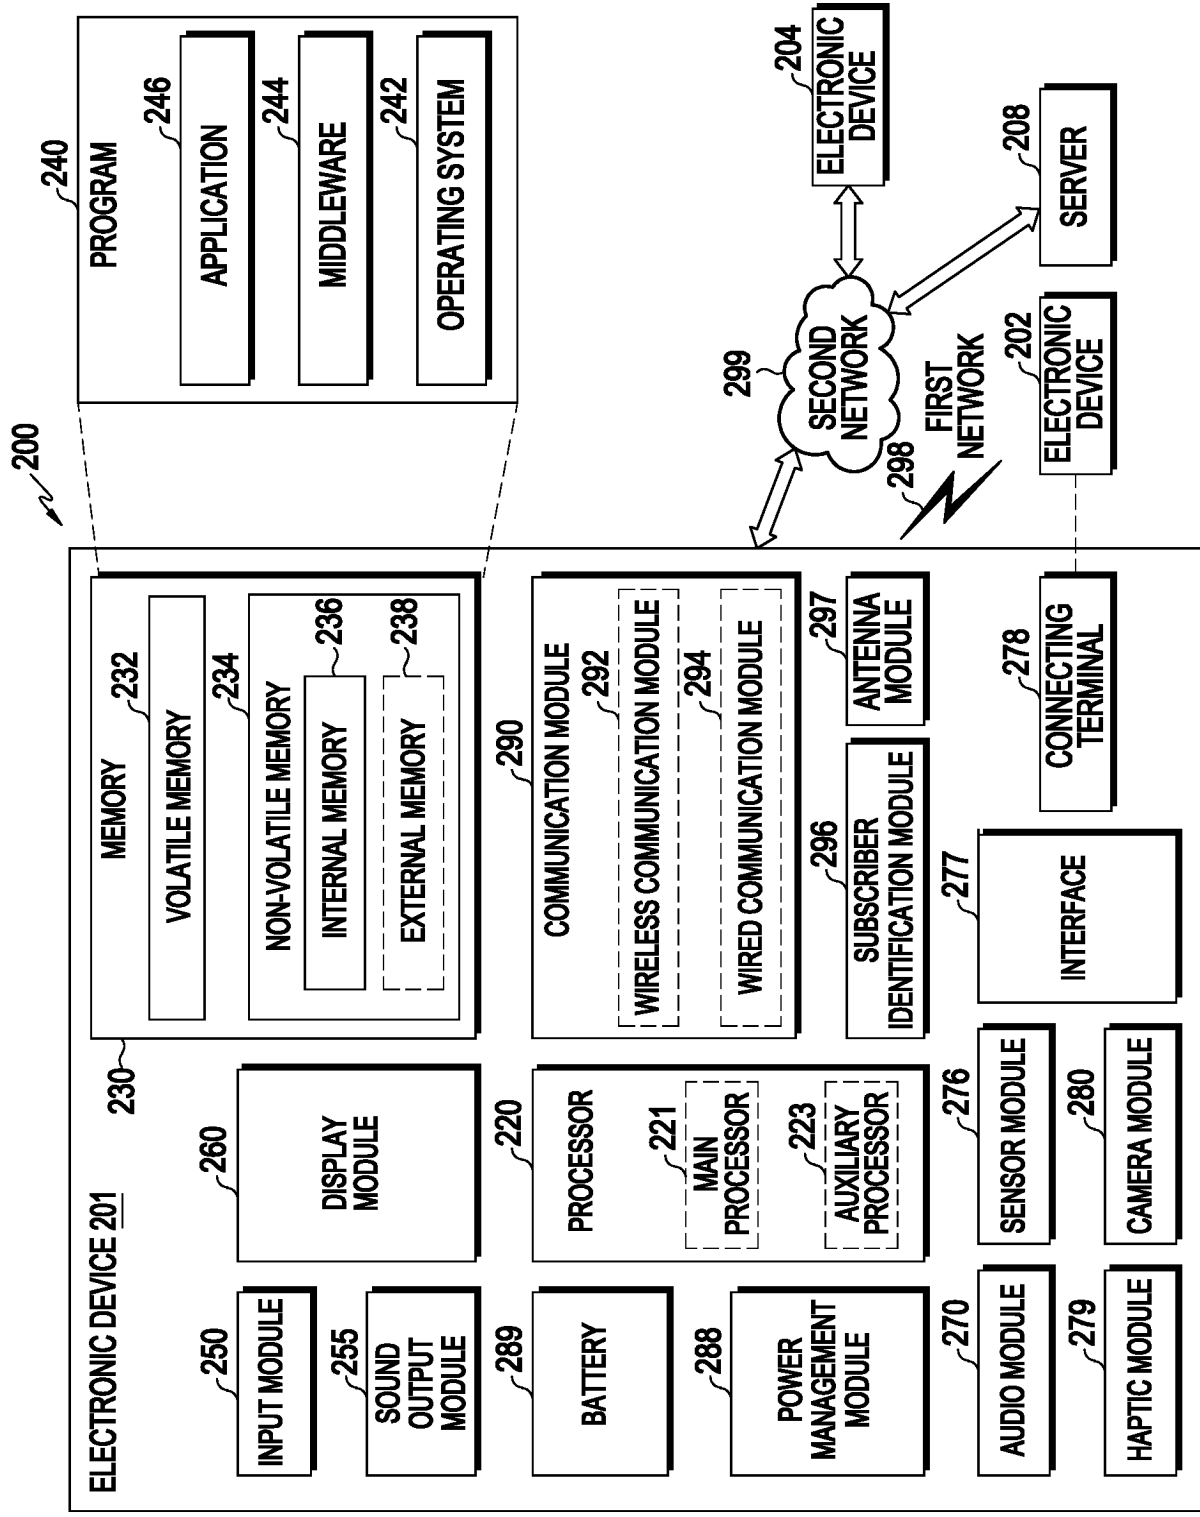 200
ELECTRONIC DEVICE 201
250
INPUT MODULE
255
SOUND
OUTPUT
MODULE
289
BATTERY
288
POWER
MANAGEMENT
MODULE
270
AUDIO MODULE
279
HAPTIC MODULE
260
DISPLAY
MODULE
220
PROCESSOR
221
MAIN
PROCESSOR
223
AUXILIARY
PROCESSOR
276
SENSOR MODULE
280
CAMERA MODULE
230
MEMORY
232
VOLATILE MEMORY
234
NON-VOLATILE MEMORY
236
INTERNAL MEMORY
238
EXTERNAL MEMORY
290
COMMUNICATION MODULE
292
WIRELESS COMMUNICATION MODULE
294
WIRED COMMUNICATION MODULE
296
SUBSCRIBER
IDENTIFICATION MODULE
297
ANTENNA
MODULE
277
INTERFACE
278
CONNECTING
TERMINAL
240
PROGRAM
246
APPLICATION
244
MIDDLEWARE
242
OPERATING SYSTEM
299
SECOND
NETWORK
298
FIRST
NETWORK
204
ELECTRONIC
DEVICE
208
SERVER
202
ELECTRONIC
DEVICE